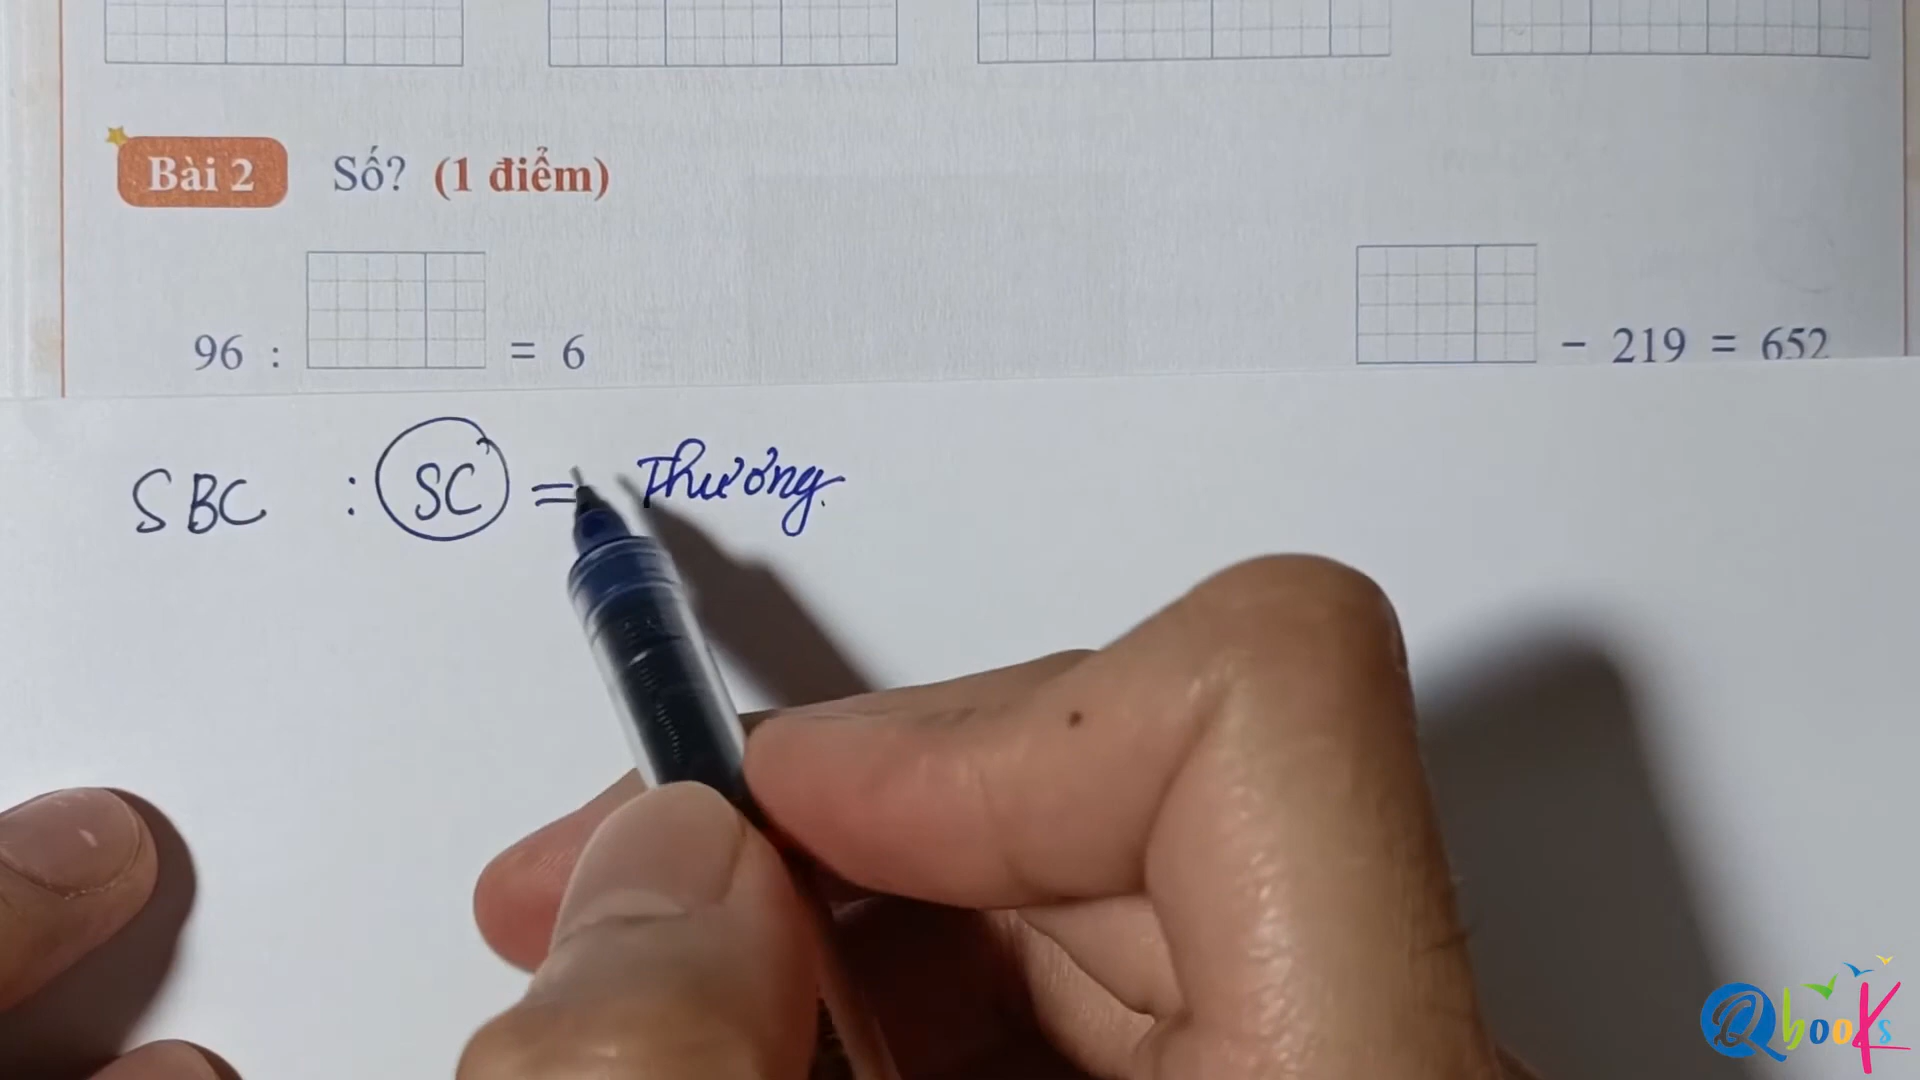 Bài 2 Số? (1 điểm)
96 : = 6
- 219 = 652
SBC : SC = Thương.
Qbooks